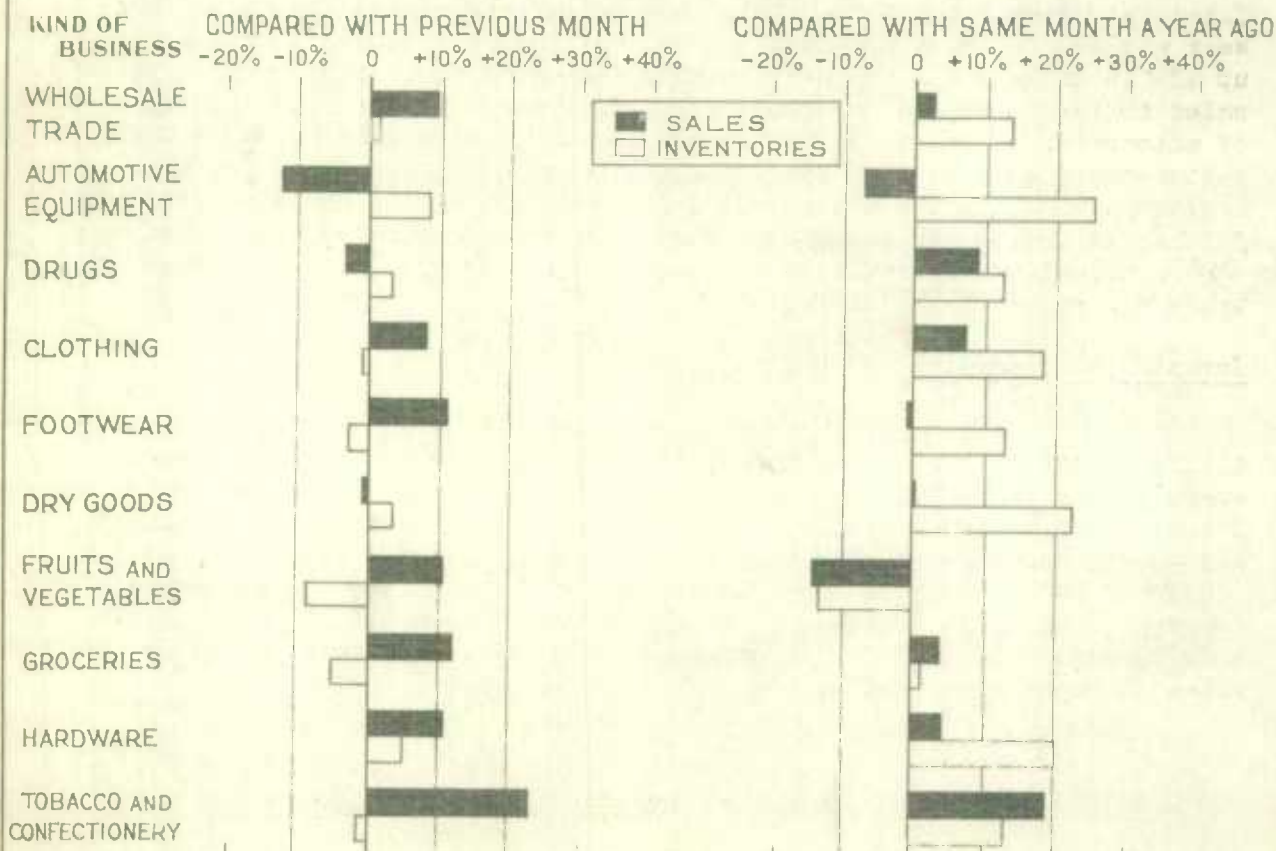 KIND OF BUSINESS
COMPARED WITH PREVIOUS MONTH
-20% -10% 0 +10% +20% +30% +40%
COMPARED WITH SAME MONTH A YEAR AGO
-20% -10% 0 +10% +20% +30% +40%
SALES
INVENTORIES
WHOLESALE
TRADE
AUTOMOTIVE
EQUIPMENT
DRUGS
CLOTHING
FOOTWEAR
DRY GOODS
FRUITS AND
VEGETABLES
GROCERIES
HARDWARE
TOBACCO AND
CONFECTIONERY